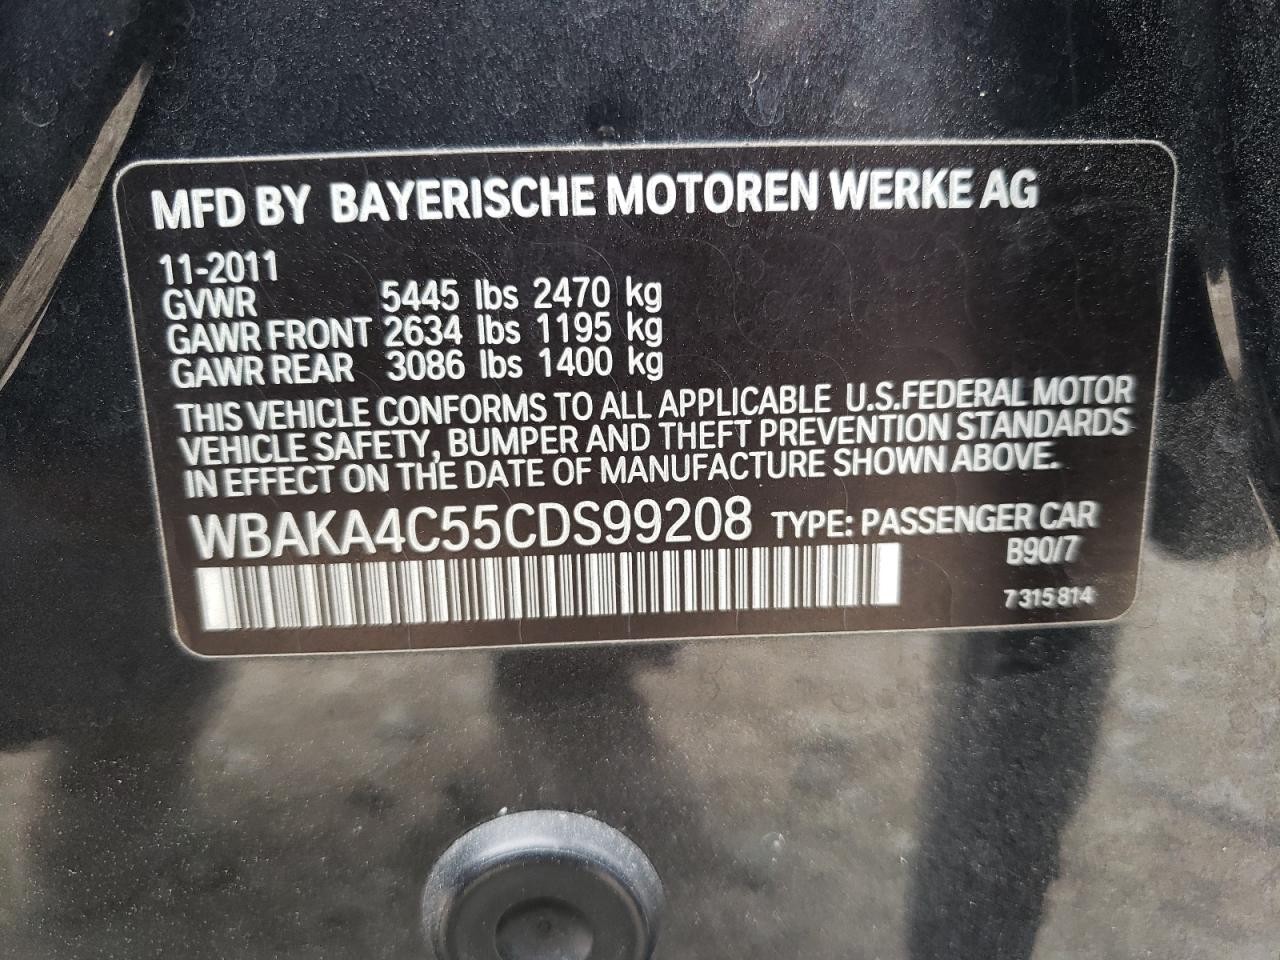 MFD BY BAYERISCHE MOTOREN WERKE AG
11-2011
GVWR 5445 lbs 2470 kg
GAWR FRONT 2634 lbs 1195 kg
GAWR REAR 3086 lbs 1400 kg
THIS VEHICLE CONFORMS TO ALL APPLICABLE U.S.FEDERAL MOTOR
VEHICLE SAFETY, BUMPER AND THEFT PREVENTION STANDARDS
IN EFFECT ON THE DATE OF MANUFACTURE SHOWN ABOVE.
WBAKA4C55CDS99208 TYPE: PASSENGER CAR
B90/7
7 315 814